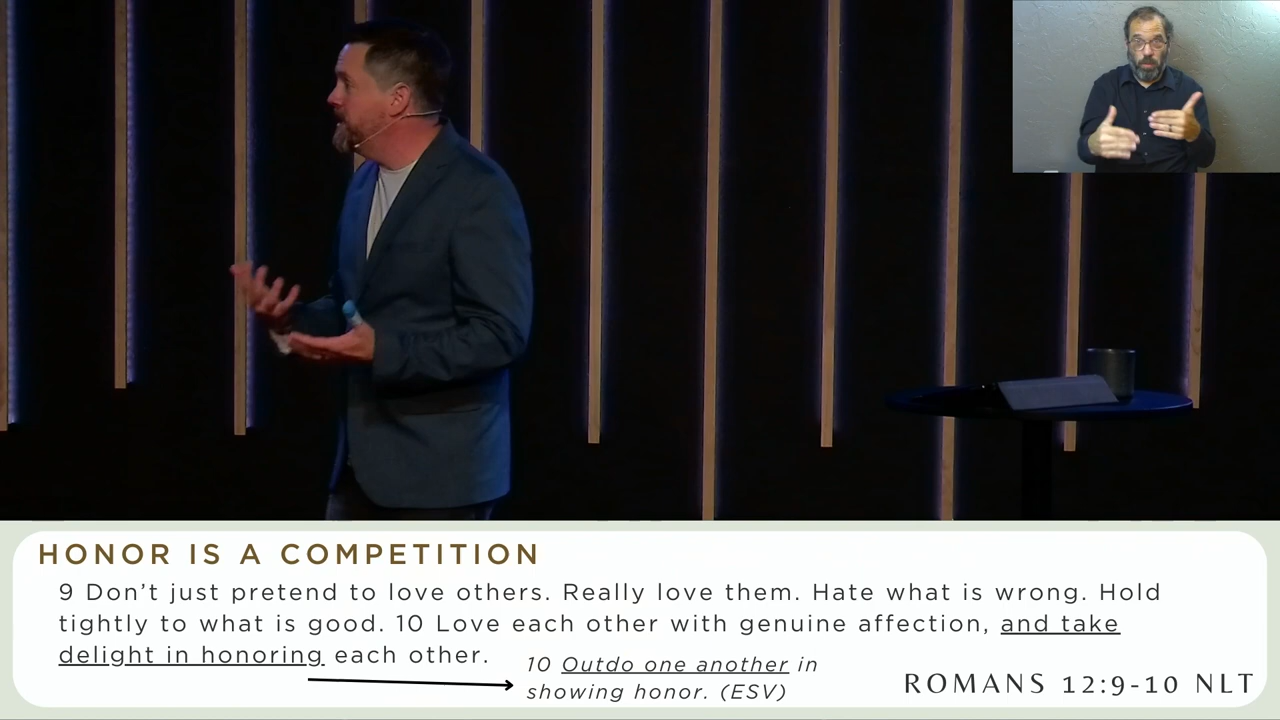 HONOR IS A COMPETITION
9 Don’t just pretend to love others. Really love them. Hate what is wrong. Hold
tightly to what is good. 10 Love each other with genuine affection, and take
delight in honoring each other.
10 Outdo one another in
showing honor. (ESV)
ROMANS 12:9-10 NLT